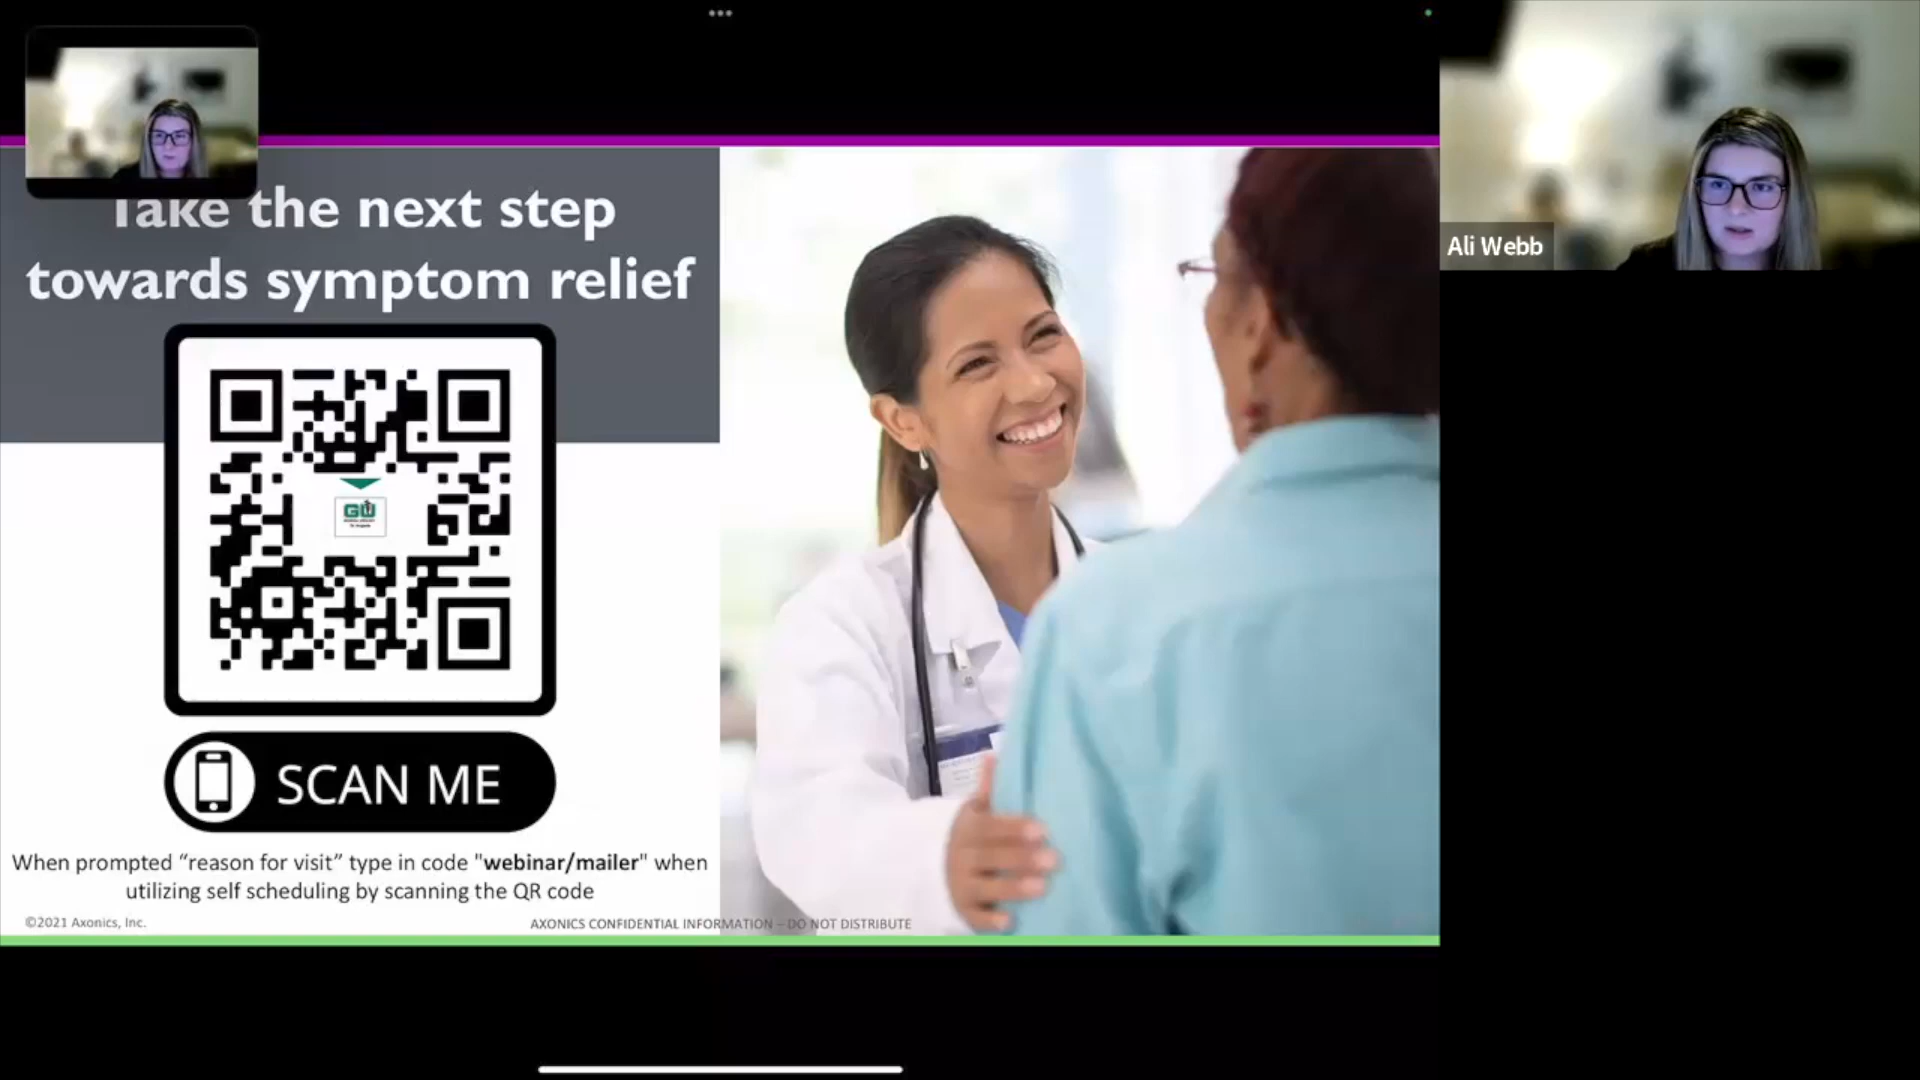 Take the next step
towards symptom relief
GU
SCAN ME
When prompted “reason for visit” type in code "webinar/mailer" when
utilizing self scheduling by scanning the QR code
©2021 Axonics, Inc.
AXONICS CONFIDENTIAL INFORMATION – DO NOT DISTRIBUTE
Ali Webb